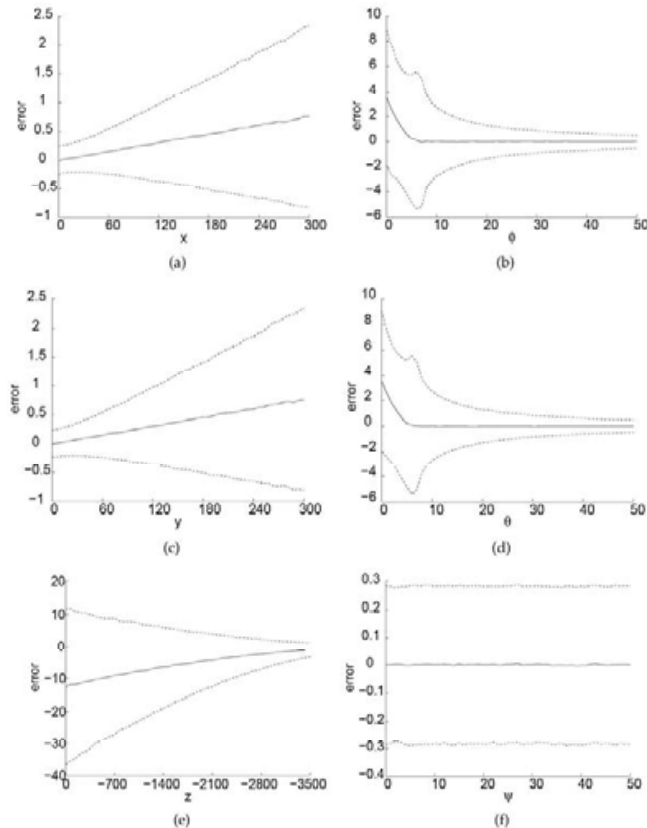 2.5
2
1.5
1
0.5
0
−0.5
−1
error
0 60 120 180 240 300
x
(a)
10
8
6
4
2
0
−2
−4
−6
error
0 10 20 30 40 50
ϕ
(b)
2.5
2
1.5
1
0.5
0
−0.5
−1
error
0 60 120 180 240 300
y
(c)
10
8
6
4
2
0
−2
−4
−6
error
0 10 20 30 40 50
θ
(d)
20
10
0
−10
−20
−30
−40
error
0 −700 −1400 −2100 −2800 −3500
z
(e)
0.3
0.2
0.1
0
−0.1
−0.2
−0.3
−0.4
error
0 10 20 30 40 50
ψ
(f)